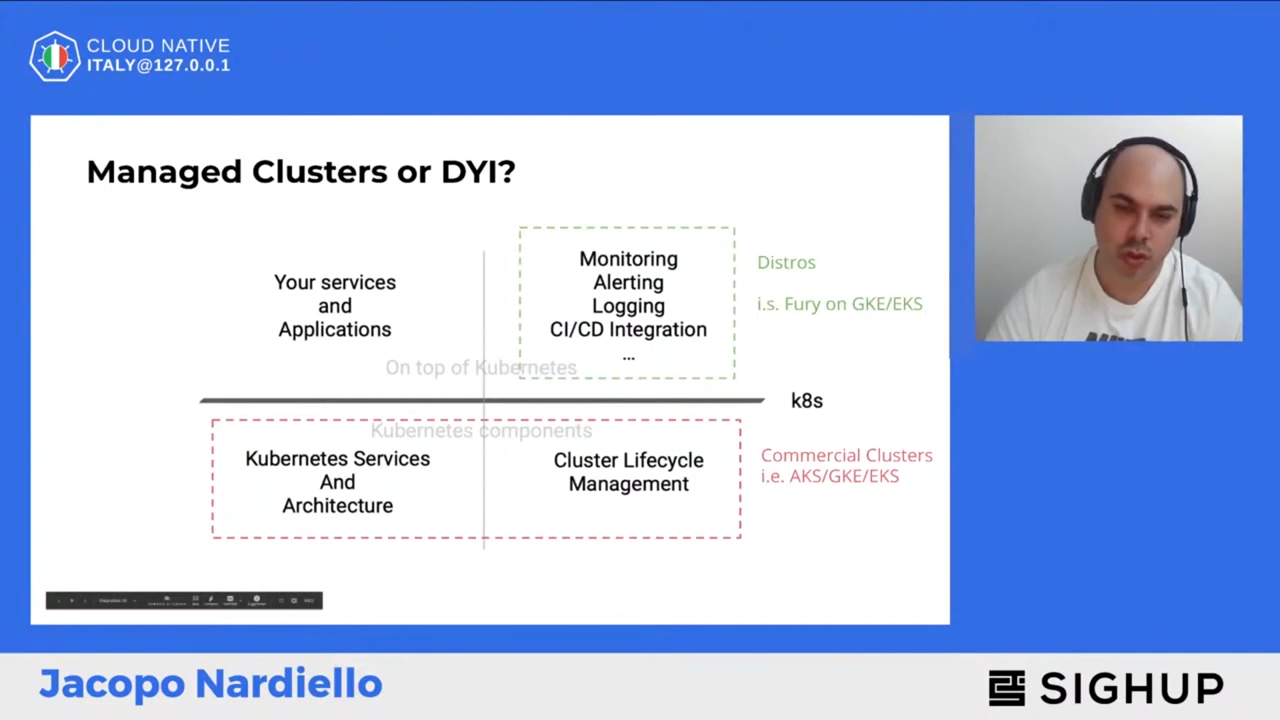 CLOUD NATIVE
ITALY@127.0.0.1
Managed Clusters or DYI?
Your services
and
Applications
Monitoring
Alerting
Logging
CI/CD Integration
...
Distros
i.s. Fury on GKE/EKS
On top of Kubernetes
k8s
Kubernetes components
Kubernetes Services
And
Architecture
Cluster Lifecycle
Management
Commercial Clusters
i.e. AKS/GKE/EKS
Jacopo Nardiello
SIGHUP